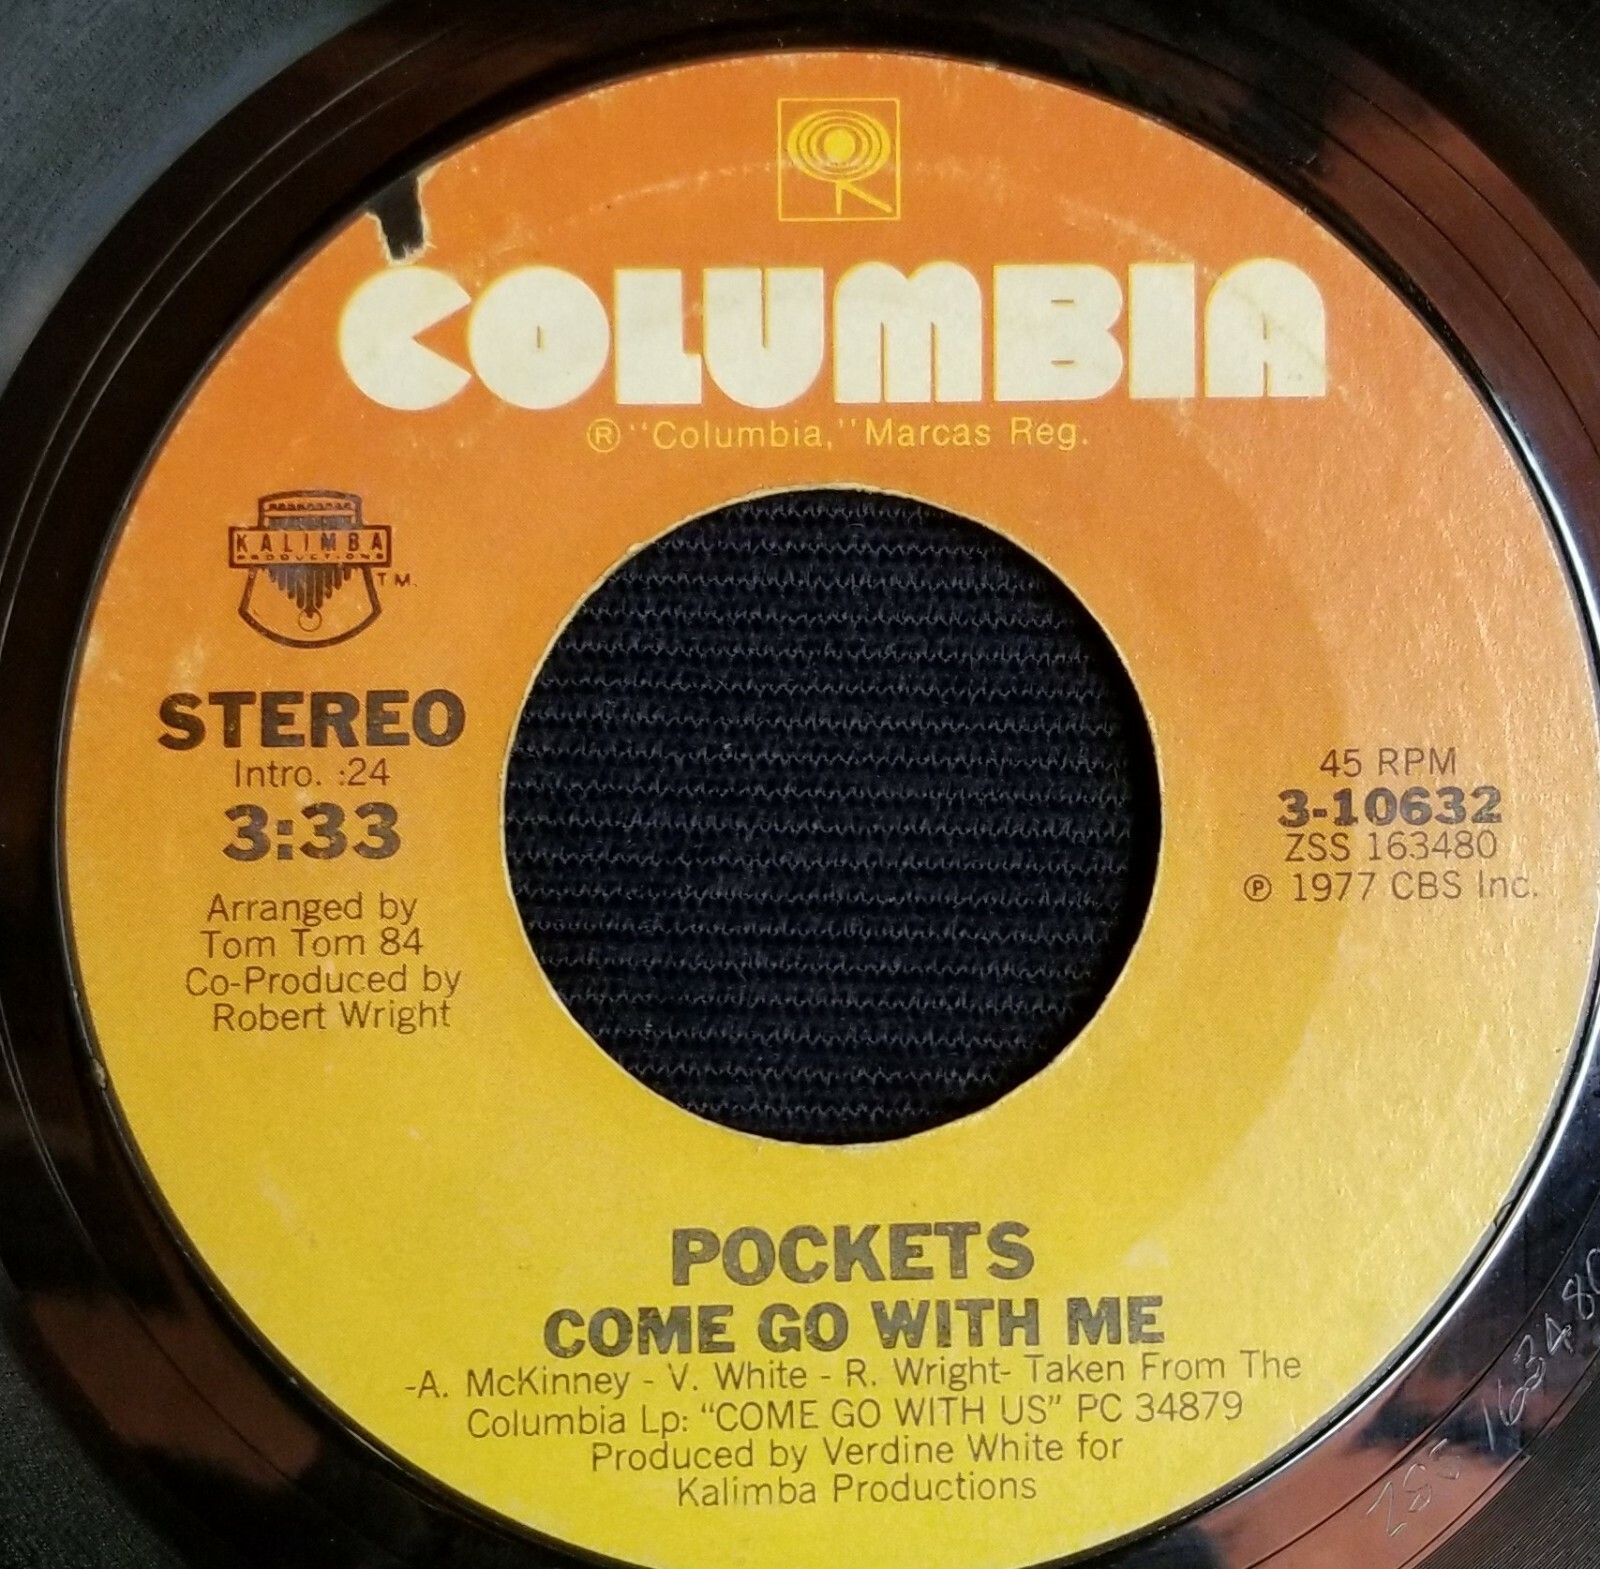 COLUMBIA
® "Columbia," Marcas Reg.
KALIMBA
PRODUCTIONS
TM.
STEREO
Intro. :24
3:33
Arranged by
Tom Tom 84
Co-Produced by
Robert Wright
45 RPM
3-10632
ZSS 163480
℗ 1977 CBS Inc.
POCKETS
COME GO WITH ME
-A. McKinney - V. White - R. Wright- Taken From The
Columbia Lp: "COME GO WITH US" PC 34879
Produced by Verdine White for
Kalimba Productions
ZSS 163480